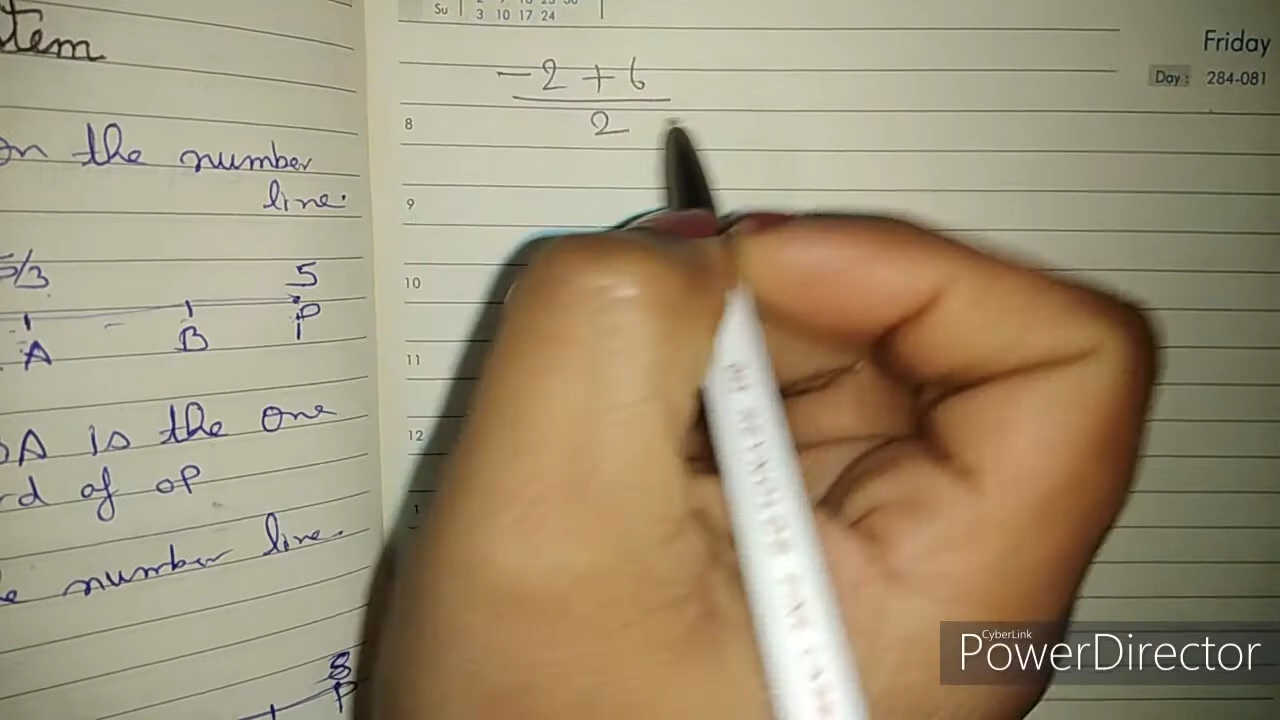 tem
on the number
line.
5/3 5
A B P
OA is the one
rd of OP
e number line.
8
P
Su 3 10 17 24
Friday
Day: 284-081
-2 + 6
2
8
9
10
11
12
1
CyberLink
PowerDirector